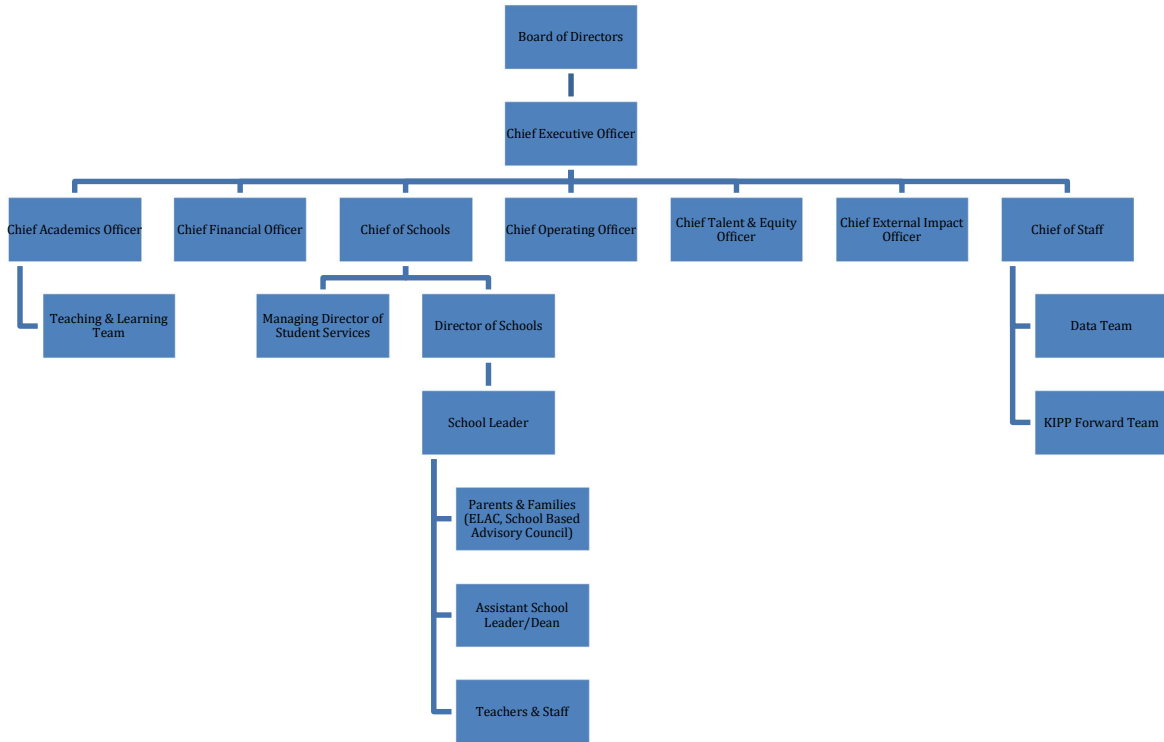 Board of Directors
Chief Executive Officer
Chief Academics Officer
Chief Financial Officer
Chief of Schools
Chief Operating Officer
Chief Talent & Equity
Officer
Chief External Impact
Officer
Chief of Staff
Teaching & Learning
Team
Managing Director of
Student Services
Director of Schools
Data Team
School Leader
KIPP Forward Team
Parents & Families
(ELAC, School Based
Advisory Council)
Assistant School
Leader/Dean
Teachers & Staff